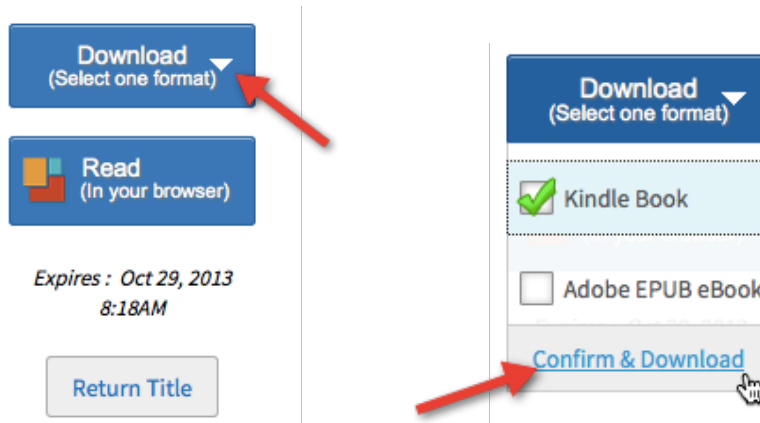 Download
(Select one format)
Read
(In your browser)
Expires : Oct 29, 2013
8:18AM
Return Title
Download
(Select one format)
Kindle Book
Adobe EPUB eBook
Confirm & Download